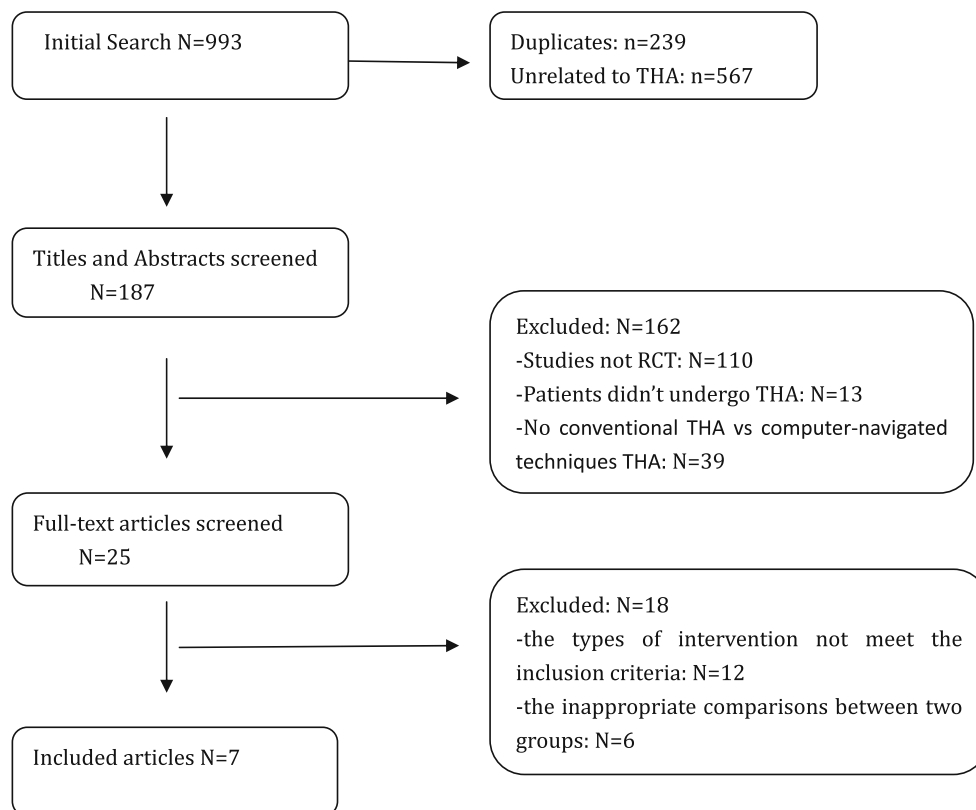 Initial Search N=993
Duplicates: n=239
Unrelated to THA: n=567
Titles and Abstracts screened
N=187
Excluded: N=162
-Studies not RCT: N=110
-Patients didn’t undergo THA: N=13
-No conventional THA vs computer-navigated
techniques THA: N=39
Full-text articles screened
N=25
Excluded: N=18
-the types of intervention not meet the
inclusion criteria: N=12
-the inappropriate comparisons between two
groups: N=6
Included articles N=7